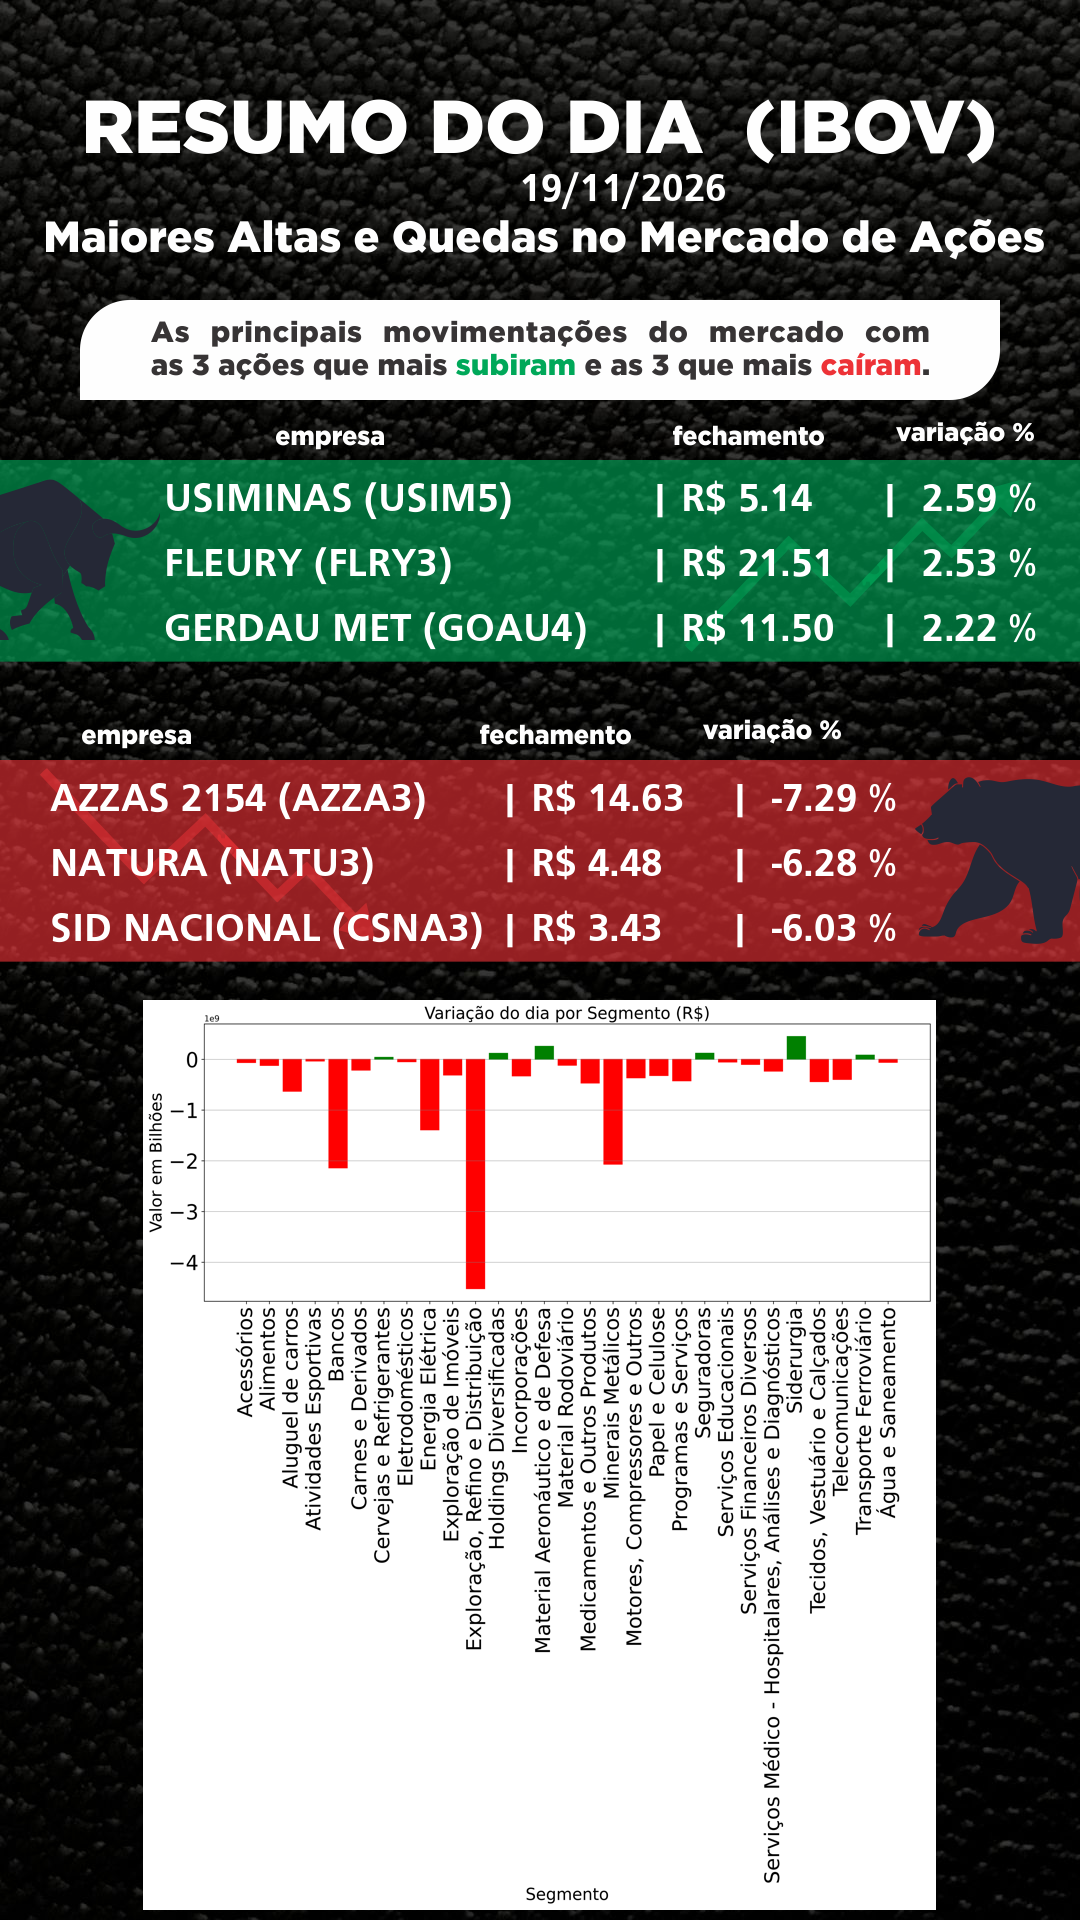 RESUMO DO DIA (IBOV)
19/11/2026
Maiores Altas e Quedas no Mercado de Ações
As principais movimentações do mercado com
as 3 ações que mais subiram e as 3 que mais caíram.
empresa fechamento variação %
USIMINAS (USIM5) | R$ 5.14 | 2.59 %
FLEURY (FLRY3) | R$ 21.51 | 2.53 %
GERDAU MET (GOAU4) | R$ 11.50 | 2.22 %
empresa fechamento variação %
AZZAS 2154 (AZZA3) | R$ 14.63 | -7.29 %
NATURA (NATU3) | R$ 4.48 | -6.28 %
SID NACIONAL (CSNA3) | R$ 3.43 | -6.03 %
Variação do dia por Segmento (R$)
1e9
Valor em Bilhões
0
−1
−2
−3
−4
Acessórios
Alimentos
Aluguel de carros
Atividades Esportivas
Bancos
Carnes e Derivados
Cervejas e Refrigerantes
Eletrodomésticos
Energia Elétrica
Exploração de Imóveis
Exploração, Refino e Distribuição
Holdings Diversificadas
Incorporações
Material Aeronáutico e de Defesa
Material Rodoviário
Medicamentos e Outros Produtos
Minerais Metálicos
Motores, Compressores e Outros
Papel e Celulose
Programas e Serviços
Seguradoras
Serviços Educacionais
Serviços Financeiros Diversos
Serviços Médico - Hospitalares, Análises e Diagnósticos
Siderurgia
Tecidos, Vestuário e Calçados
Telecomunicações
Transporte Ferroviário
Água e Saneamento
Segmento